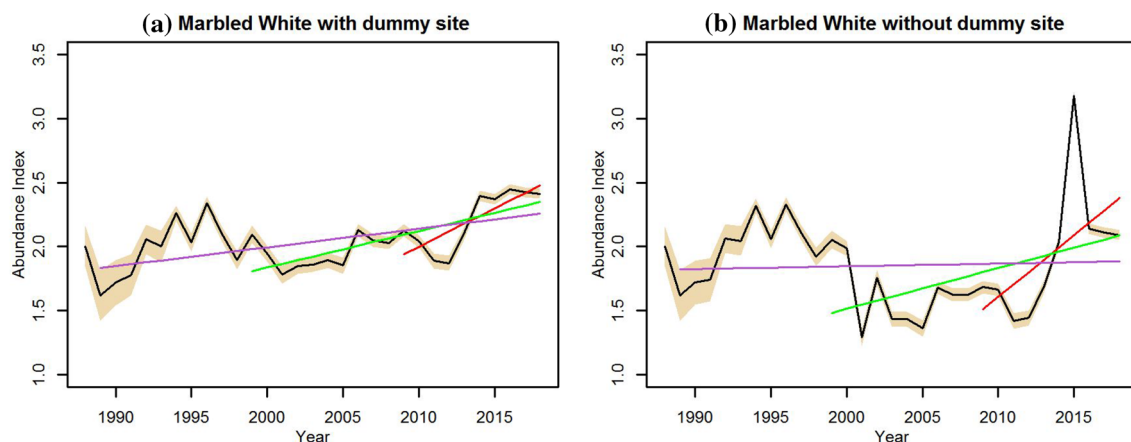 (a) Marbled White with dummy site
3.5
3.0
2.5
2.0
1.5
1.0
Abundance Index
1990 1995 2000 2005 2010 2015
Year
(b) Marbled White without dummy site
3.5
3.0
2.5
2.0
1.5
1.0
Abundance Index
1990 1995 2000 2005 2010 2015
Year